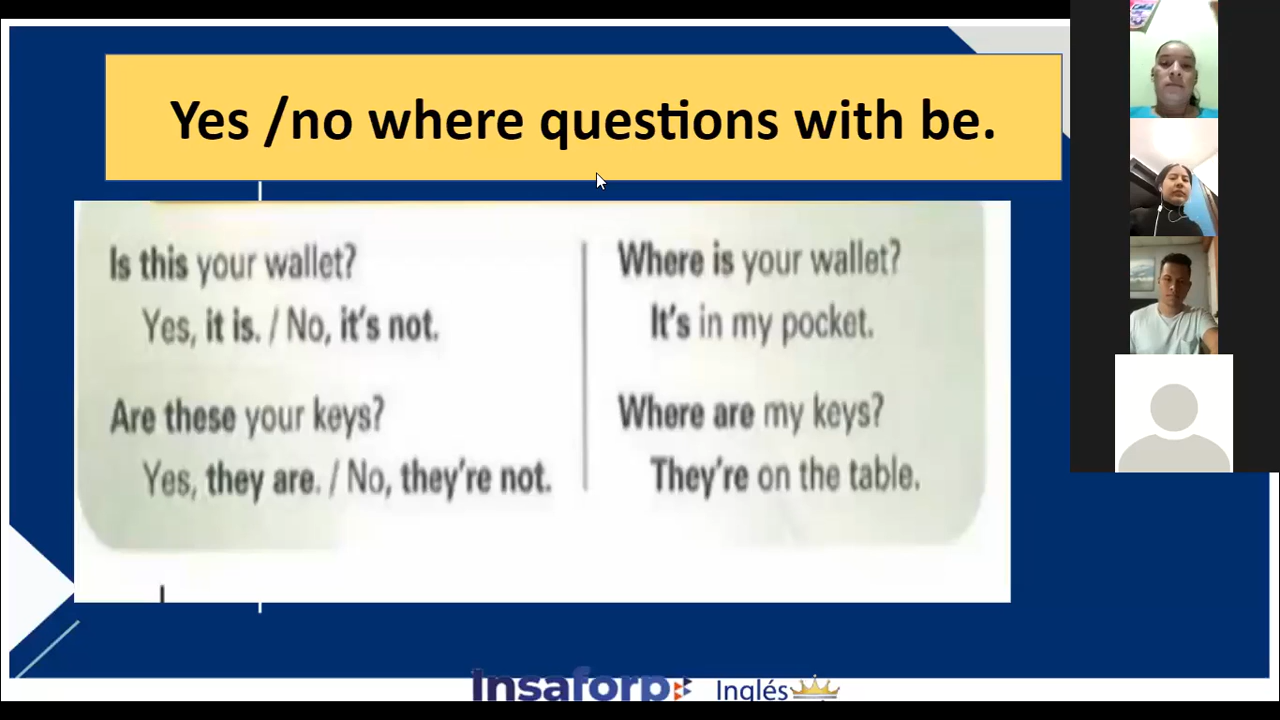 Yes /no where questions with be.
Is this your wallet?
Yes, it is. / No, it's not.
Are these your keys?
Yes, they are. / No, they're not.
Where is your wallet?
It's in my pocket.
Where are my keys?
They're on the table.
Insaforp
Inglés